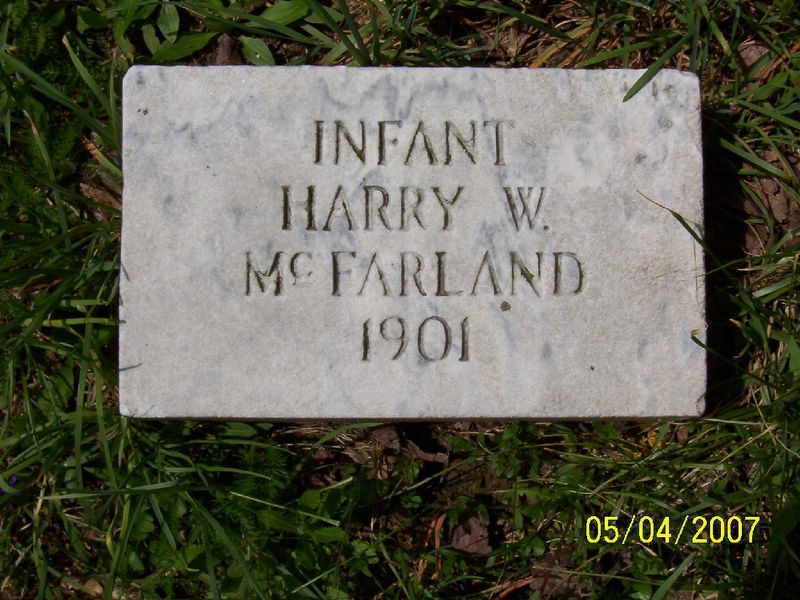 INFANT
HARRY W.
McFARLAND
1901
05/04/2007